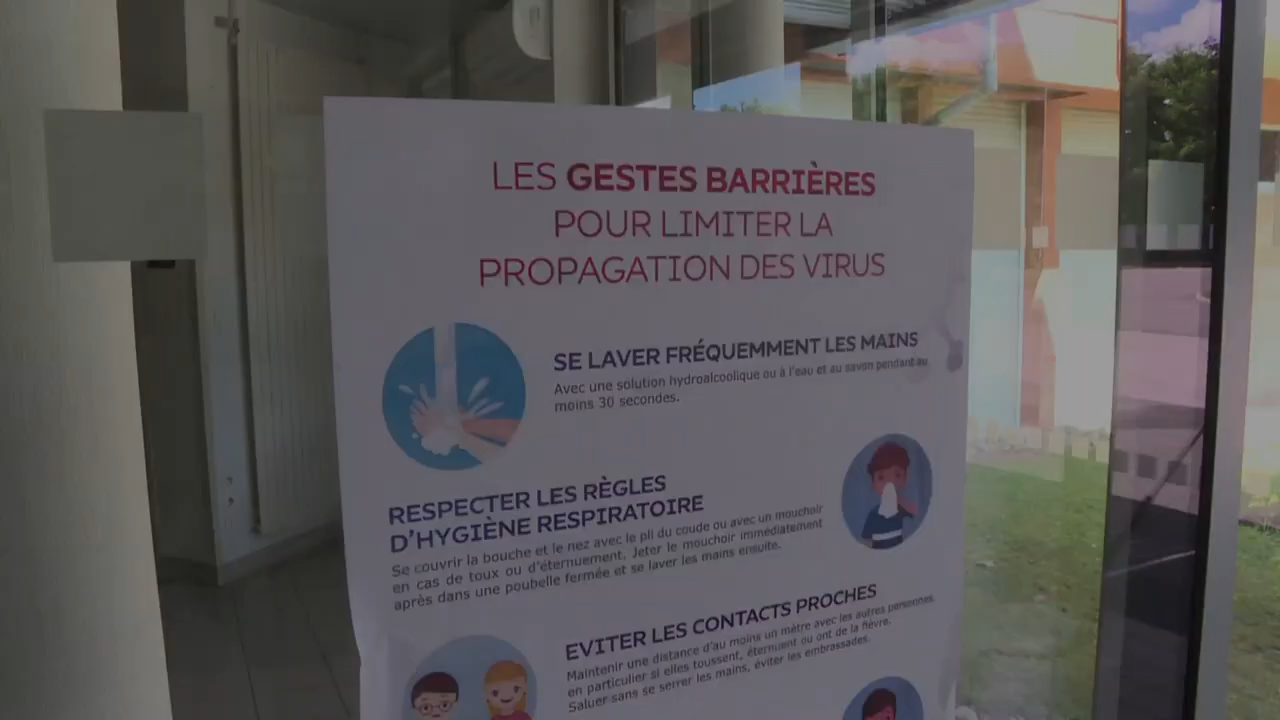 LES GESTES BARRIÈRES
POUR LIMITER LA
PROPAGATION DES VIRUS
SE LAVER FRÉQUEMMENT LES MAINS
Avec une solution hydroalcoolique ou à l'eau et au savon pendant au
moins 30 secondes.
RESPECTER LES RÈGLES
D'HYGIÈNE RESPIRATOIRE
Se couvrir la bouche et le nez avec le pli du coude ou avec un mouchoir
en cas de toux ou d'éternuement. Jeter le mouchoir immédiatement
après dans une poubelle fermée et se laver les mains ensuite.
EVITER LES CONTACTS PROCHES
Maintenir une distance d'au moins un mètre avec les autres personnes,
en particulier si elles toussent, éternuent ou ont de la fièvre.
Saluer sans se serrer les mains, éviter les embrassades.